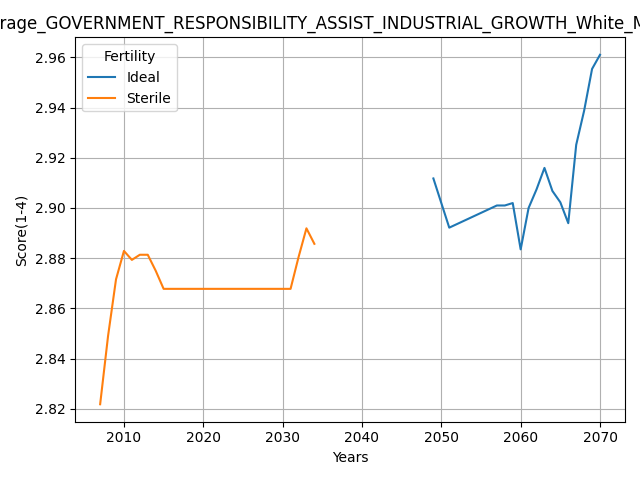 rage_GOVERNMENT_RESPONSIBILITY_ASSIST_INDUSTRIAL_GROWTH_White_M
Fertility
Ideal
Sterile
Score(1-4)
2.96
2.94
2.92
2.90
2.88
2.86
2.84
2.82
2010 2020 2030 2040 2050 2060 2070
Years